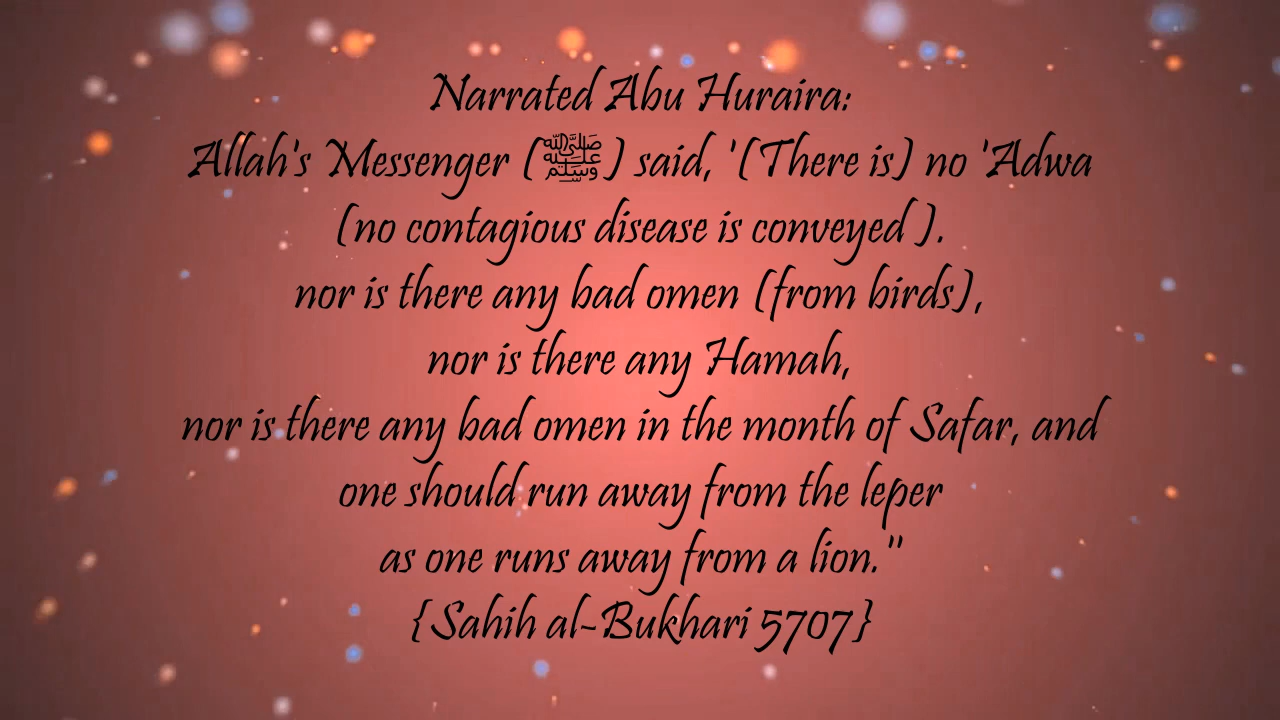 Narrated Abu Huraira:
Allah's Messenger (ﷺ) said, '(There is) no 'Adwa
(no contagious disease is conveyed ).
nor is there any bad omen (from birds),
nor is there any Hamah,
nor is there any bad omen in the month of Safar, and
one should run away from the leper
as one runs away from a lion."
{Sahih al-Bukhari 5707}